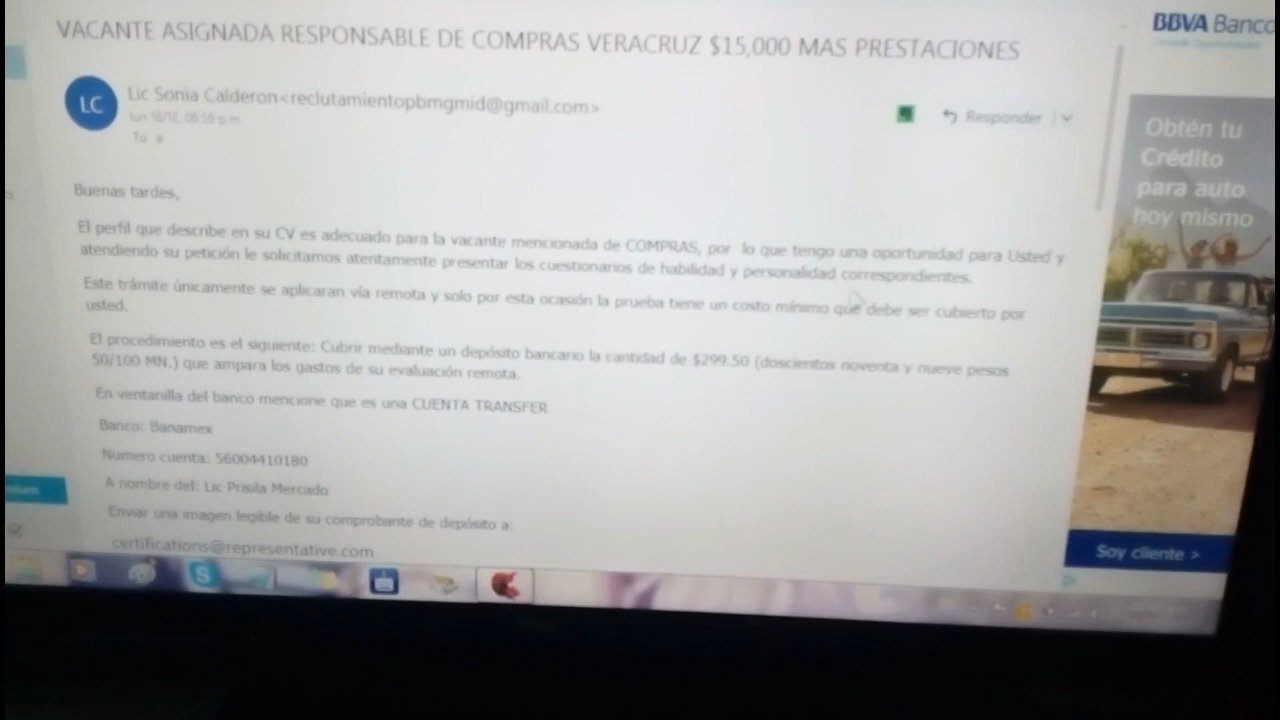 VACANTE ASIGNADA RESPONSABLE DE COMPRAS VERACRUZ $15,000 MAS PRESTACIONES
LC
Lic Sonia Calderon<reclutamientopbmgmid@gmail.com>
lun 18/12, 06:56 p.m.
Tú
Responder
Buenas tardes,
El perfil que describe en su CV es adecuado para la vacante mencionada de COMPRAS, por lo que tengo una oportunidad para Usted y
atendiendo su petición le solicitamos atentamente presentar los cuestionarios de habilidad y personalidad correspondientes.
Este trámite únicamente se aplicaran vía remota y solo por esta ocasión la prueba tiene un costo mínimo que debe ser cubierto por
usted.
El procedimiento es el siguiente: Cubrir mediante un depósito bancario la cantidad de $299.50 (doscientos noventa y nueve pesos
50/100 MN.) que ampara los gastos de su evaluación remota.
En ventanilla del banco mencione que es una CUENTA TRANSFER
Banco: Banamex
Numero cuenta: 56004410180
A nombre del: Lic Prisila Mercado
Enviar una imagen legible de su comprobante de depósito a:
certifications@representative.com
BBVA Banco
Obtén tu
Crédito
para auto
hoy mismo
Soy cliente >